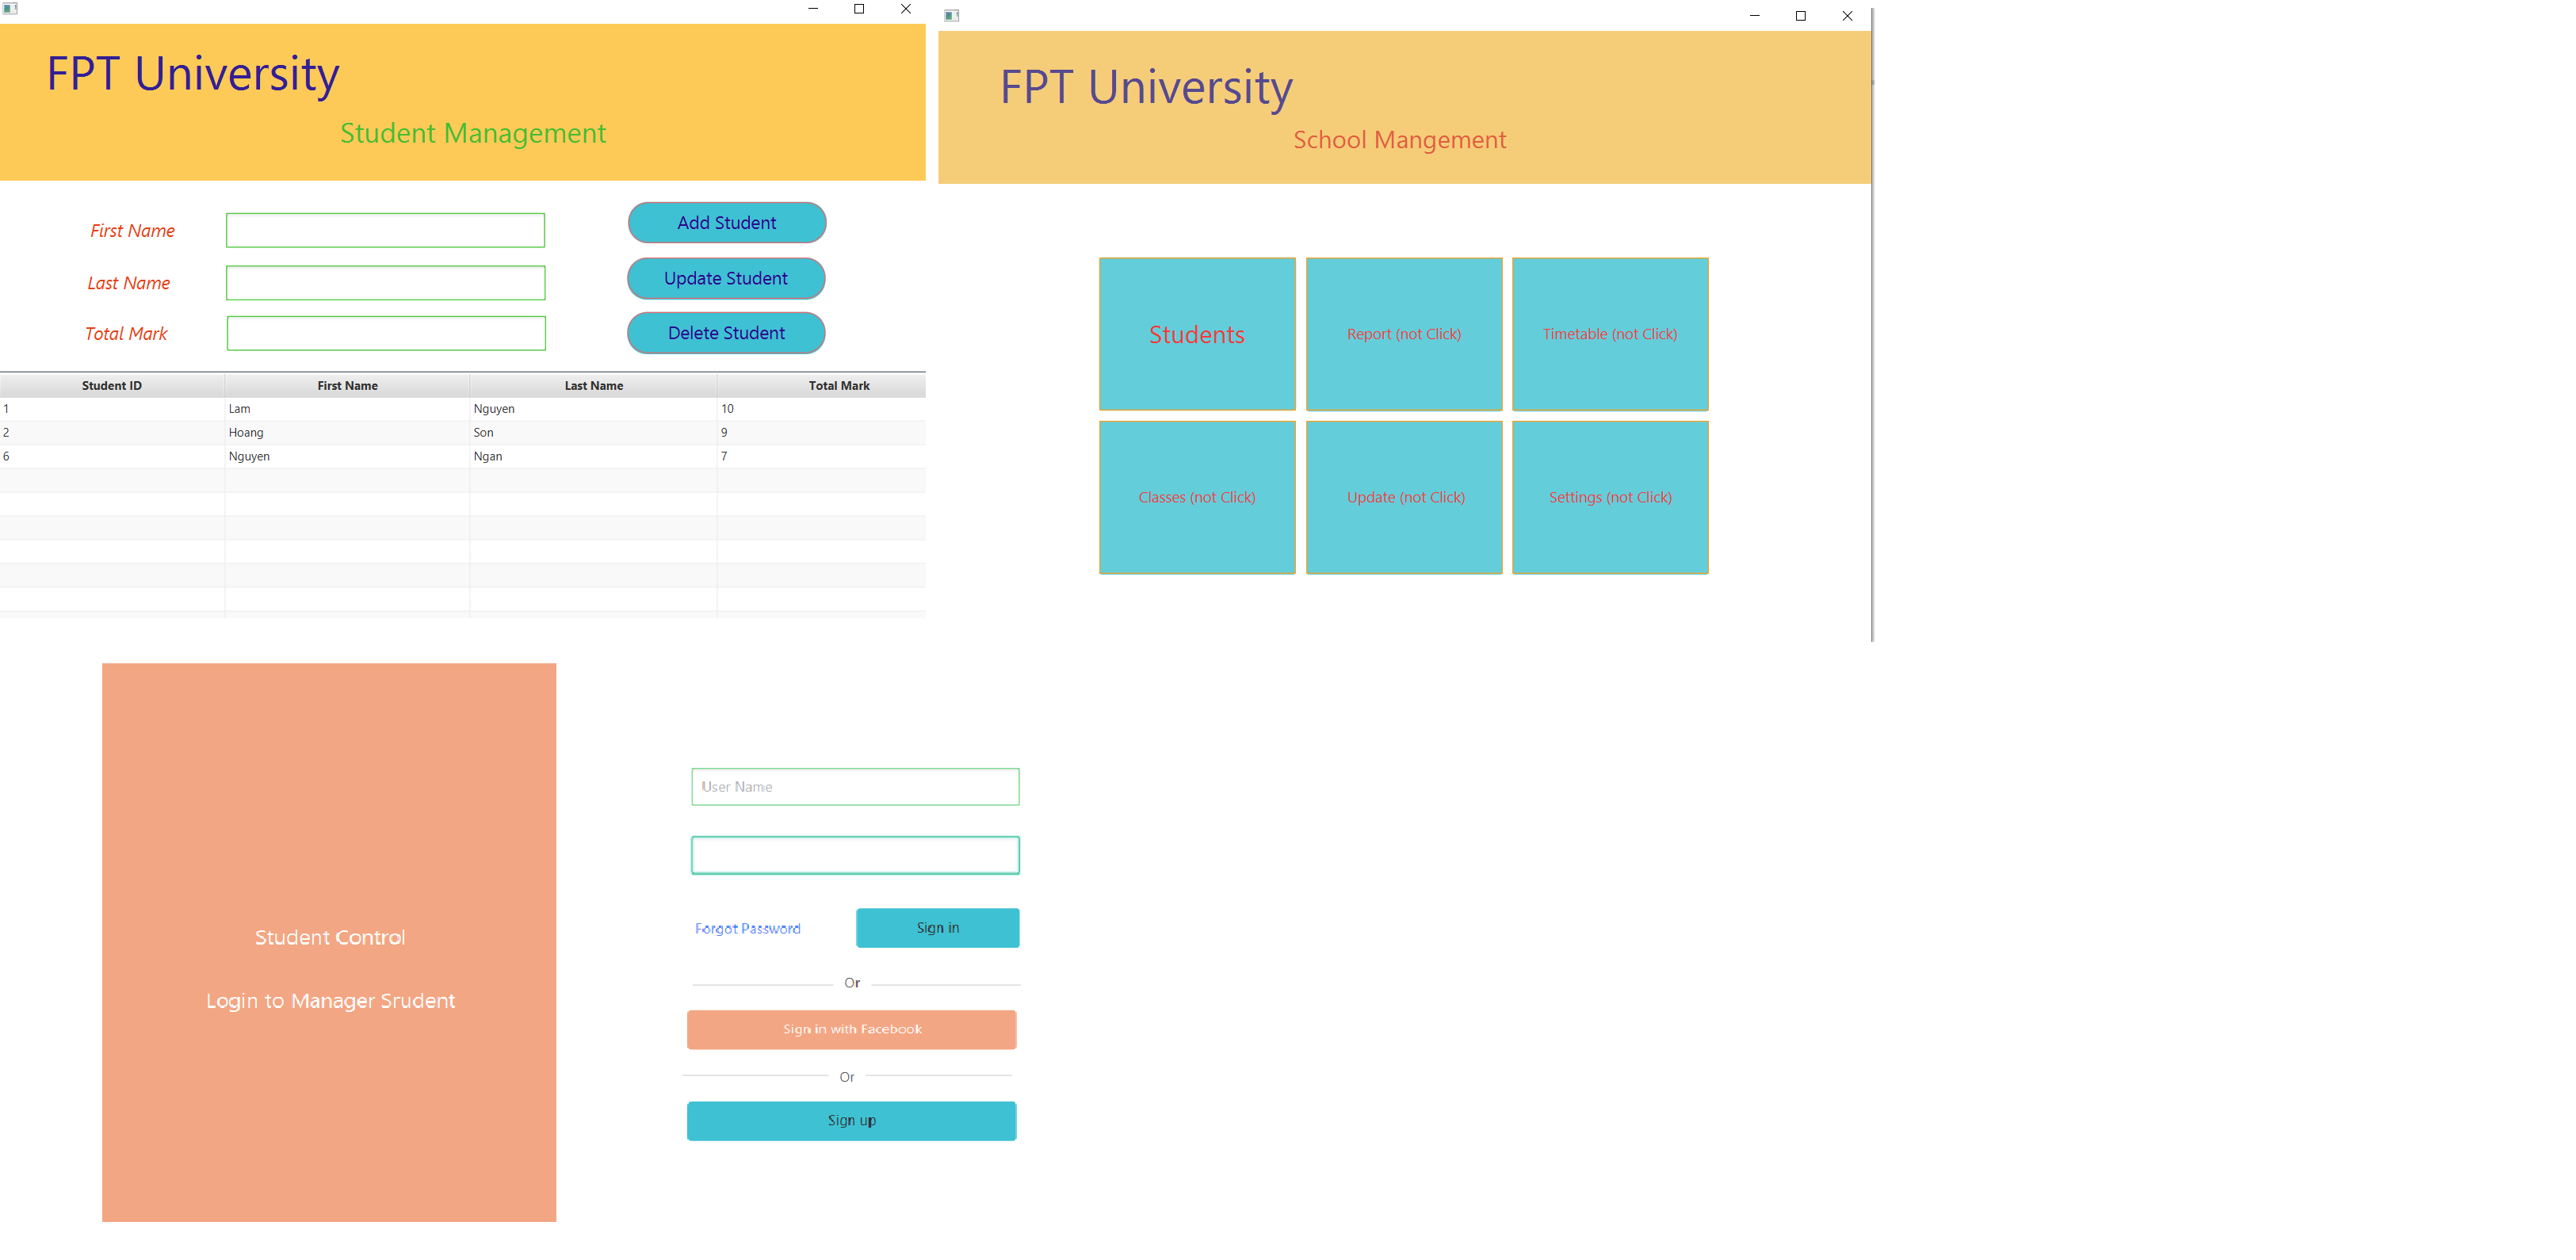 FPT University
Student Management
First Name
Add Student
Last Name
Update Student
Total Mark
Delete Student
Student ID First Name Last Name Total Mark
1 Lam Nguyen 10
2 Hoang Son 9
6 Nguyen Ngan 7
FPT University
School Mangement
Students Report (not Click) Timetable (not Click)
Classes (not Click) Update (not Click) Settings (not Click)
Student Control
Login to Manager Srudent
User Name
Forgot Password Sign in
Or
Sign in with Facebook
Or
Sign up